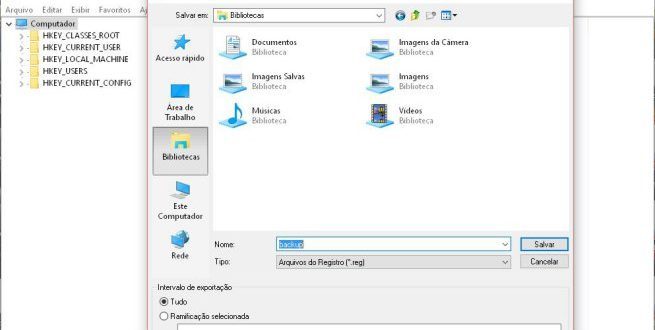 Arquivo Editar Exibir Favoritos
Computador
HKEY_CLASSES_ROOT
HKEY_CURRENT_USER
HKEY_LOCAL_MACHINE
HKEY_USERS
HKEY_CURRENT_CONFIG
Salvar em:
Bibliotecas
Acesso rápido
Área de
Trabalho
Bibliotecas
Este
Computador
Rede
Documentos
Biblioteca
Imagens da Câmera
Biblioteca
Imagens Salvas
Biblioteca
Imagens
Biblioteca
Músicas
Biblioteca
Vídeos
Biblioteca
Nome:
backup
Salvar
Tipo:
Arquivos do Registro (*.reg)
Cancelar
Intervalo de exportação
Tudo
Ramificação selecionada